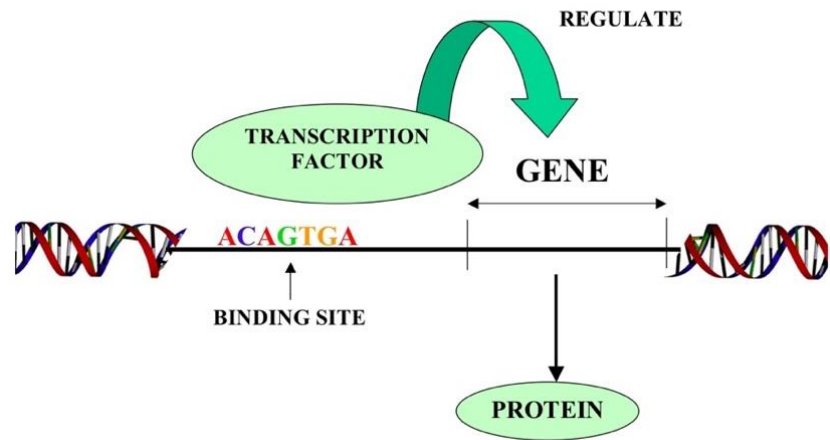 REGULATE
TRANSCRIPTION
FACTOR
GENE
ACAGTGA
BINDING SITE
PROTEIN